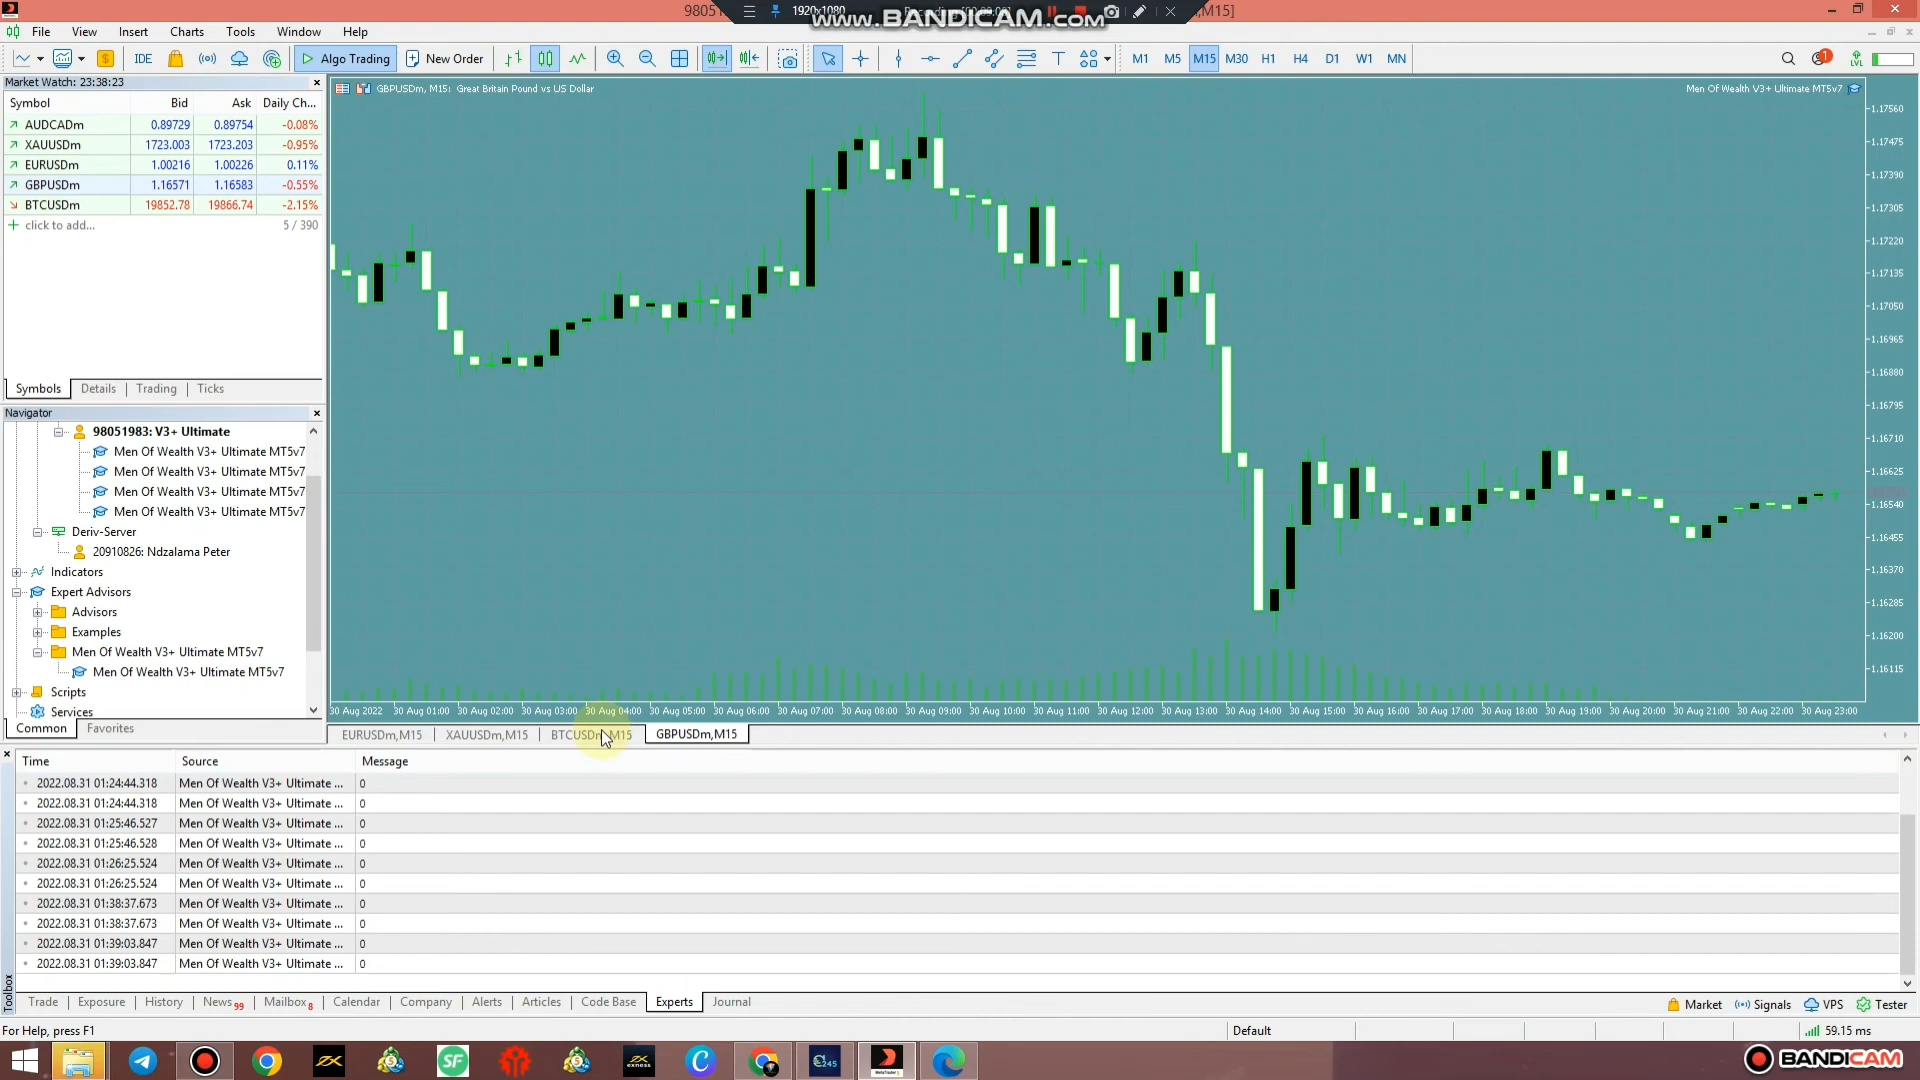 9805
1920x1080
,M15]
www.BANDICAM.com
File View Insert Charts Tools Window Help
IDE Algo Trading New Order M1 M5 M15 M30 H1 H4 D1 W1 MN 1 LVL
Market Watch: 23:38:23
Symbol Bid Ask Daily Ch...
AUDCADm 0.89729 0.89754 -0.08%
XAUUSDm 1723.003 1723.203 -0.95%
EURUSDm 1.00216 1.00226 0.11%
GBPUSDm 1.16571 1.16583 -0.55%
BTCUSDm 19852.78 19866.74 -2.15%
click to add... 5 / 390
Symbols Details Trading Ticks
Navigator
98051983: V3+ Ultimate
Men Of Wealth V3+ Ultimate MT5v7
Men Of Wealth V3+ Ultimate MT5v7
Men Of Wealth V3+ Ultimate MT5v7
Men Of Wealth V3+ Ultimate MT5v7
Deriv-Server
20910826: Ndzalama Peter
Indicators
Expert Advisors
Advisors
Examples
Men Of Wealth V3+ Ultimate MT5v7
Men Of Wealth V3+ Ultimate MT5v7
Scripts
Services
Common Favorites
GBPUSDm, M15: Great Britain Pound vs US Dollar
Men Of Wealth V3+ Ultimate MT5v7
1.17560
1.17475
1.17390
1.17305
1.17220
1.17135
1.17050
1.16965
1.16880
1.16795
1.16710
1.16625
1.16540
1.16455
1.16370
1.16285
1.16200
1.16115
30 Aug 2022 30 Aug 01:00 30 Aug 02:00 30 Aug 03:00 30 Aug 04:00 30 Aug 05:00 30 Aug 06:00 30 Aug 07:00 30 Aug 08:00 30 Aug 09:00 30 Aug 10:00 30 Aug 11:00 30 Aug 12:00 30 Aug 13:00 30 Aug 14:00 30 Aug 15:00 30 Aug 16:00 30 Aug 17:00 30 Aug 18:00 30 Aug 19:00 30 Aug 20:00 30 Aug 21:00 30 Aug 22:00 30 Aug 23:00
EURUSDm,M15 XAUUSDm,M15 BTCUSDm,M15 GBPUSDm,M15
Time Source Message
2022.08.31 01:24:44.318 Men Of Wealth V3+ Ultimate ... 0
2022.08.31 01:24:44.318 Men Of Wealth V3+ Ultimate ... 0
2022.08.31 01:25:46.527 Men Of Wealth V3+ Ultimate ... 0
2022.08.31 01:25:46.528 Men Of Wealth V3+ Ultimate ... 0
2022.08.31 01:26:25.524 Men Of Wealth V3+ Ultimate ... 0
2022.08.31 01:26:25.524 Men Of Wealth V3+ Ultimate ... 0
2022.08.31 01:38:37.673 Men Of Wealth V3+ Ultimate ... 0
2022.08.31 01:38:37.673 Men Of Wealth V3+ Ultimate ... 0
2022.08.31 01:39:03.847 Men Of Wealth V3+ Ultimate ... 0
2022.08.31 01:39:03.847 Men Of Wealth V3+ Ultimate ... 0
Toolbox
Trade Exposure History News 99 Mailbox 8 Calendar Company Alerts Articles Code Base Experts Journal
Market Signals VPS Tester
For Help, press F1 Default 59.15 ms
BANDICAM